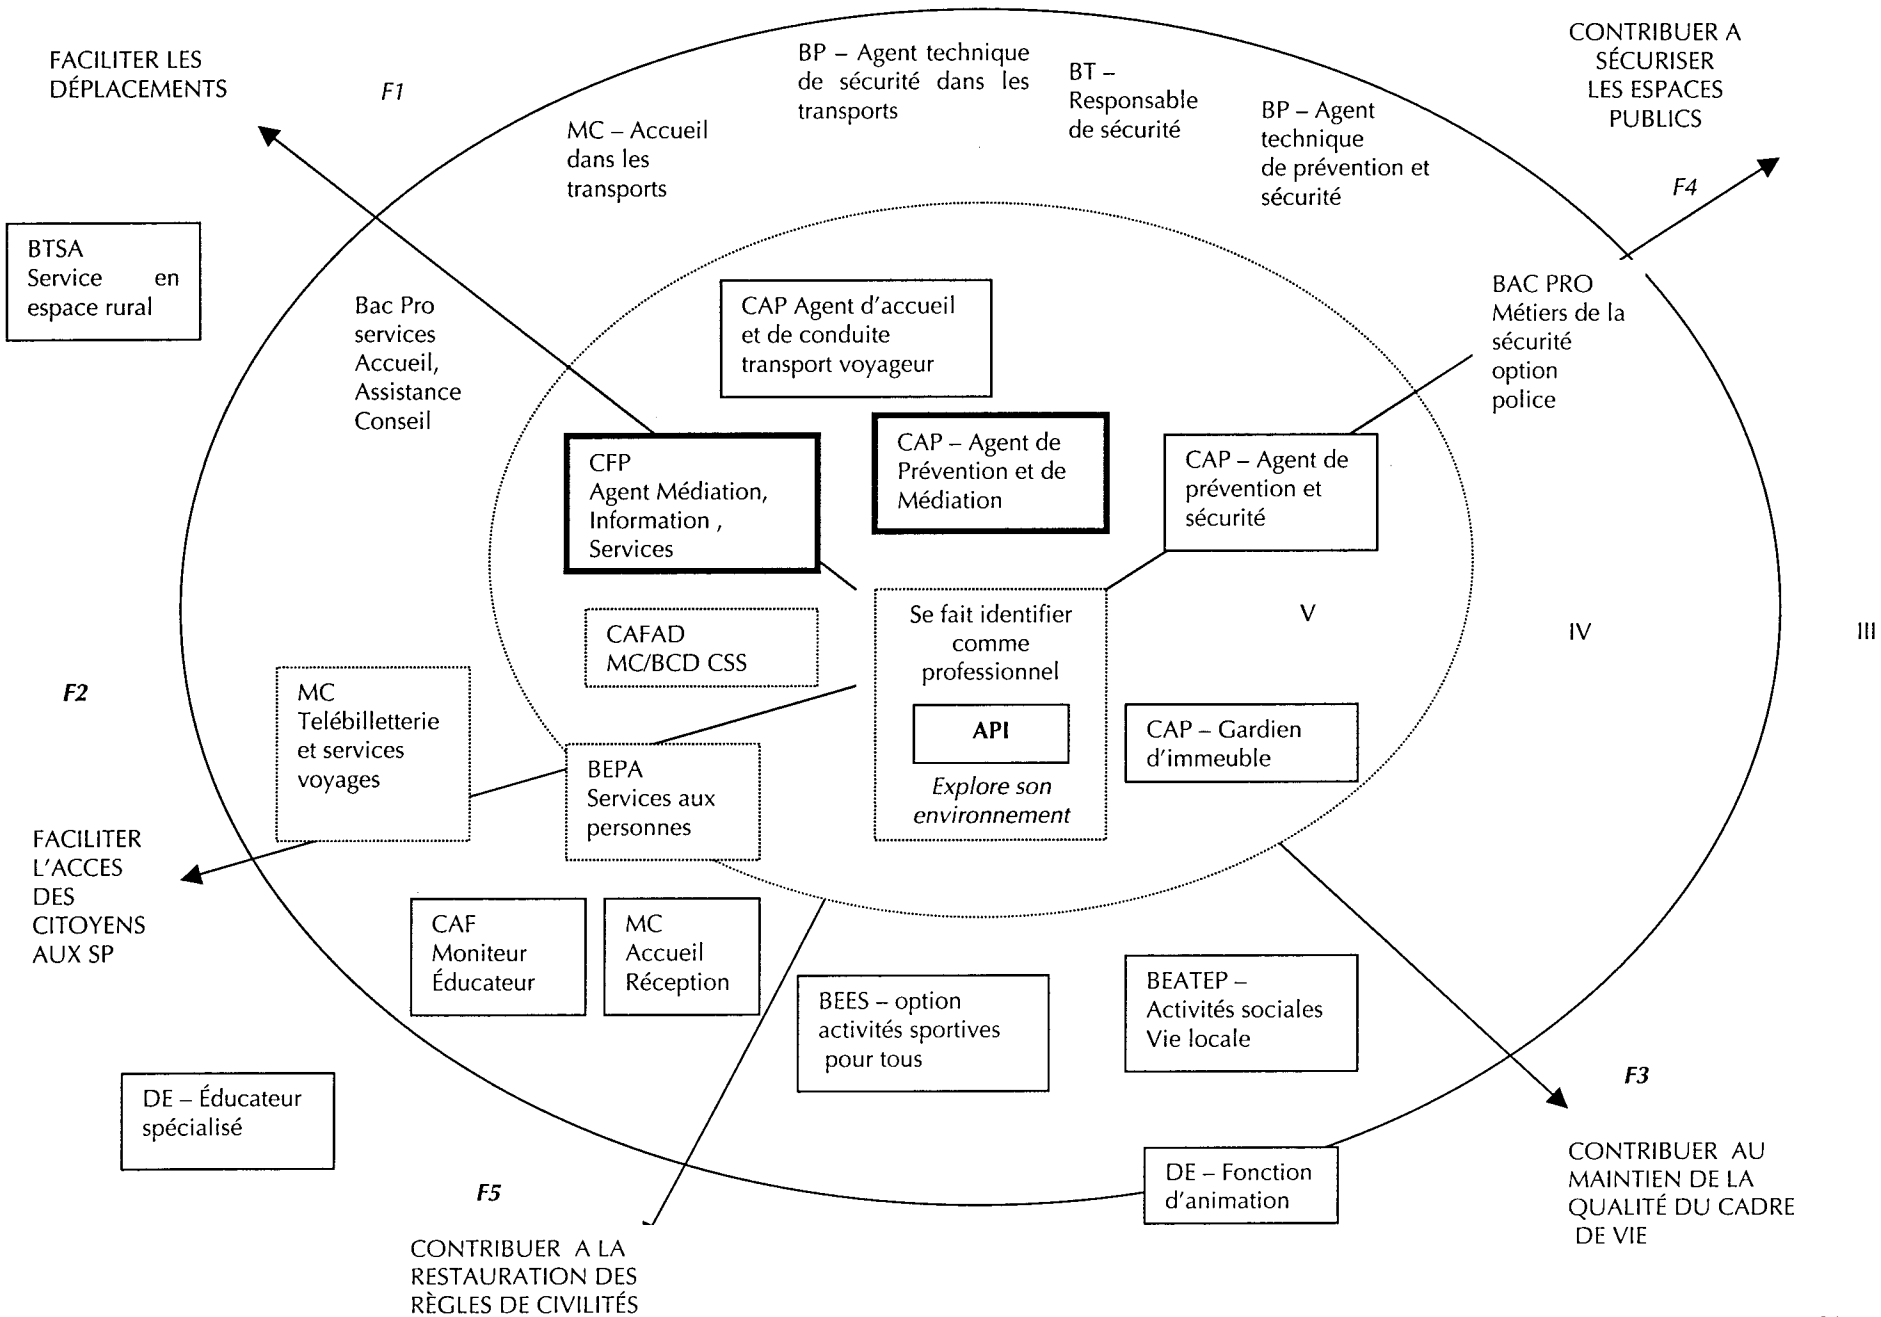 FACILITER LES
DÉPLACEMENTS
F1
BP – Agent technique
de sécurité dans les
transports
BT –
Responsable
de sécurité
CONTRIBUER A
SÉCURISER
LES ESPACES
PUBLICS
MC – Accueil
dans les
transports
BP – Agent
technique
de prévention et
sécurité
F4
BTSA
Service en
espace rural
Bac Pro
services
Accueil,
Assistance
Conseil
CAP Agent d'accueil
et de conduite
transport voyageur
BAC PRO
Métiers de la
sécurité
option
police
CFP
Agent Médiation,
Information ,
Services
CAP – Agent de
Prévention et de
Médiation
CAP – Agent de
prévention et
sécurité
CAFAD
MC/BCD CSS
Se fait identifier
comme
professionnel
API
Explore son
environnement
V
IV
III
F2
MC
Telébilletterie
et services
voyages
BEPA
Services aux
personnes
CAP – Gardien
d'immeuble
FACILITER
L'ACCES
DES
CITOYENS
AUX SP
CAF
Moniteur
Éducateur
MC
Accueil
Réception
BEES – option
activités sportives
pour tous
BEATEP –
Activités sociales
Vie locale
F3
DE – Éducateur
spécialisé
DE – Fonction
d'animation
CONTRIBUER AU
MAINTIEN DE LA
QUALITÉ DU CADRE
DE VIE
F5
CONTRIBUER A LA
RESTAURATION DES
RÈGLES DE CIVILITÉS